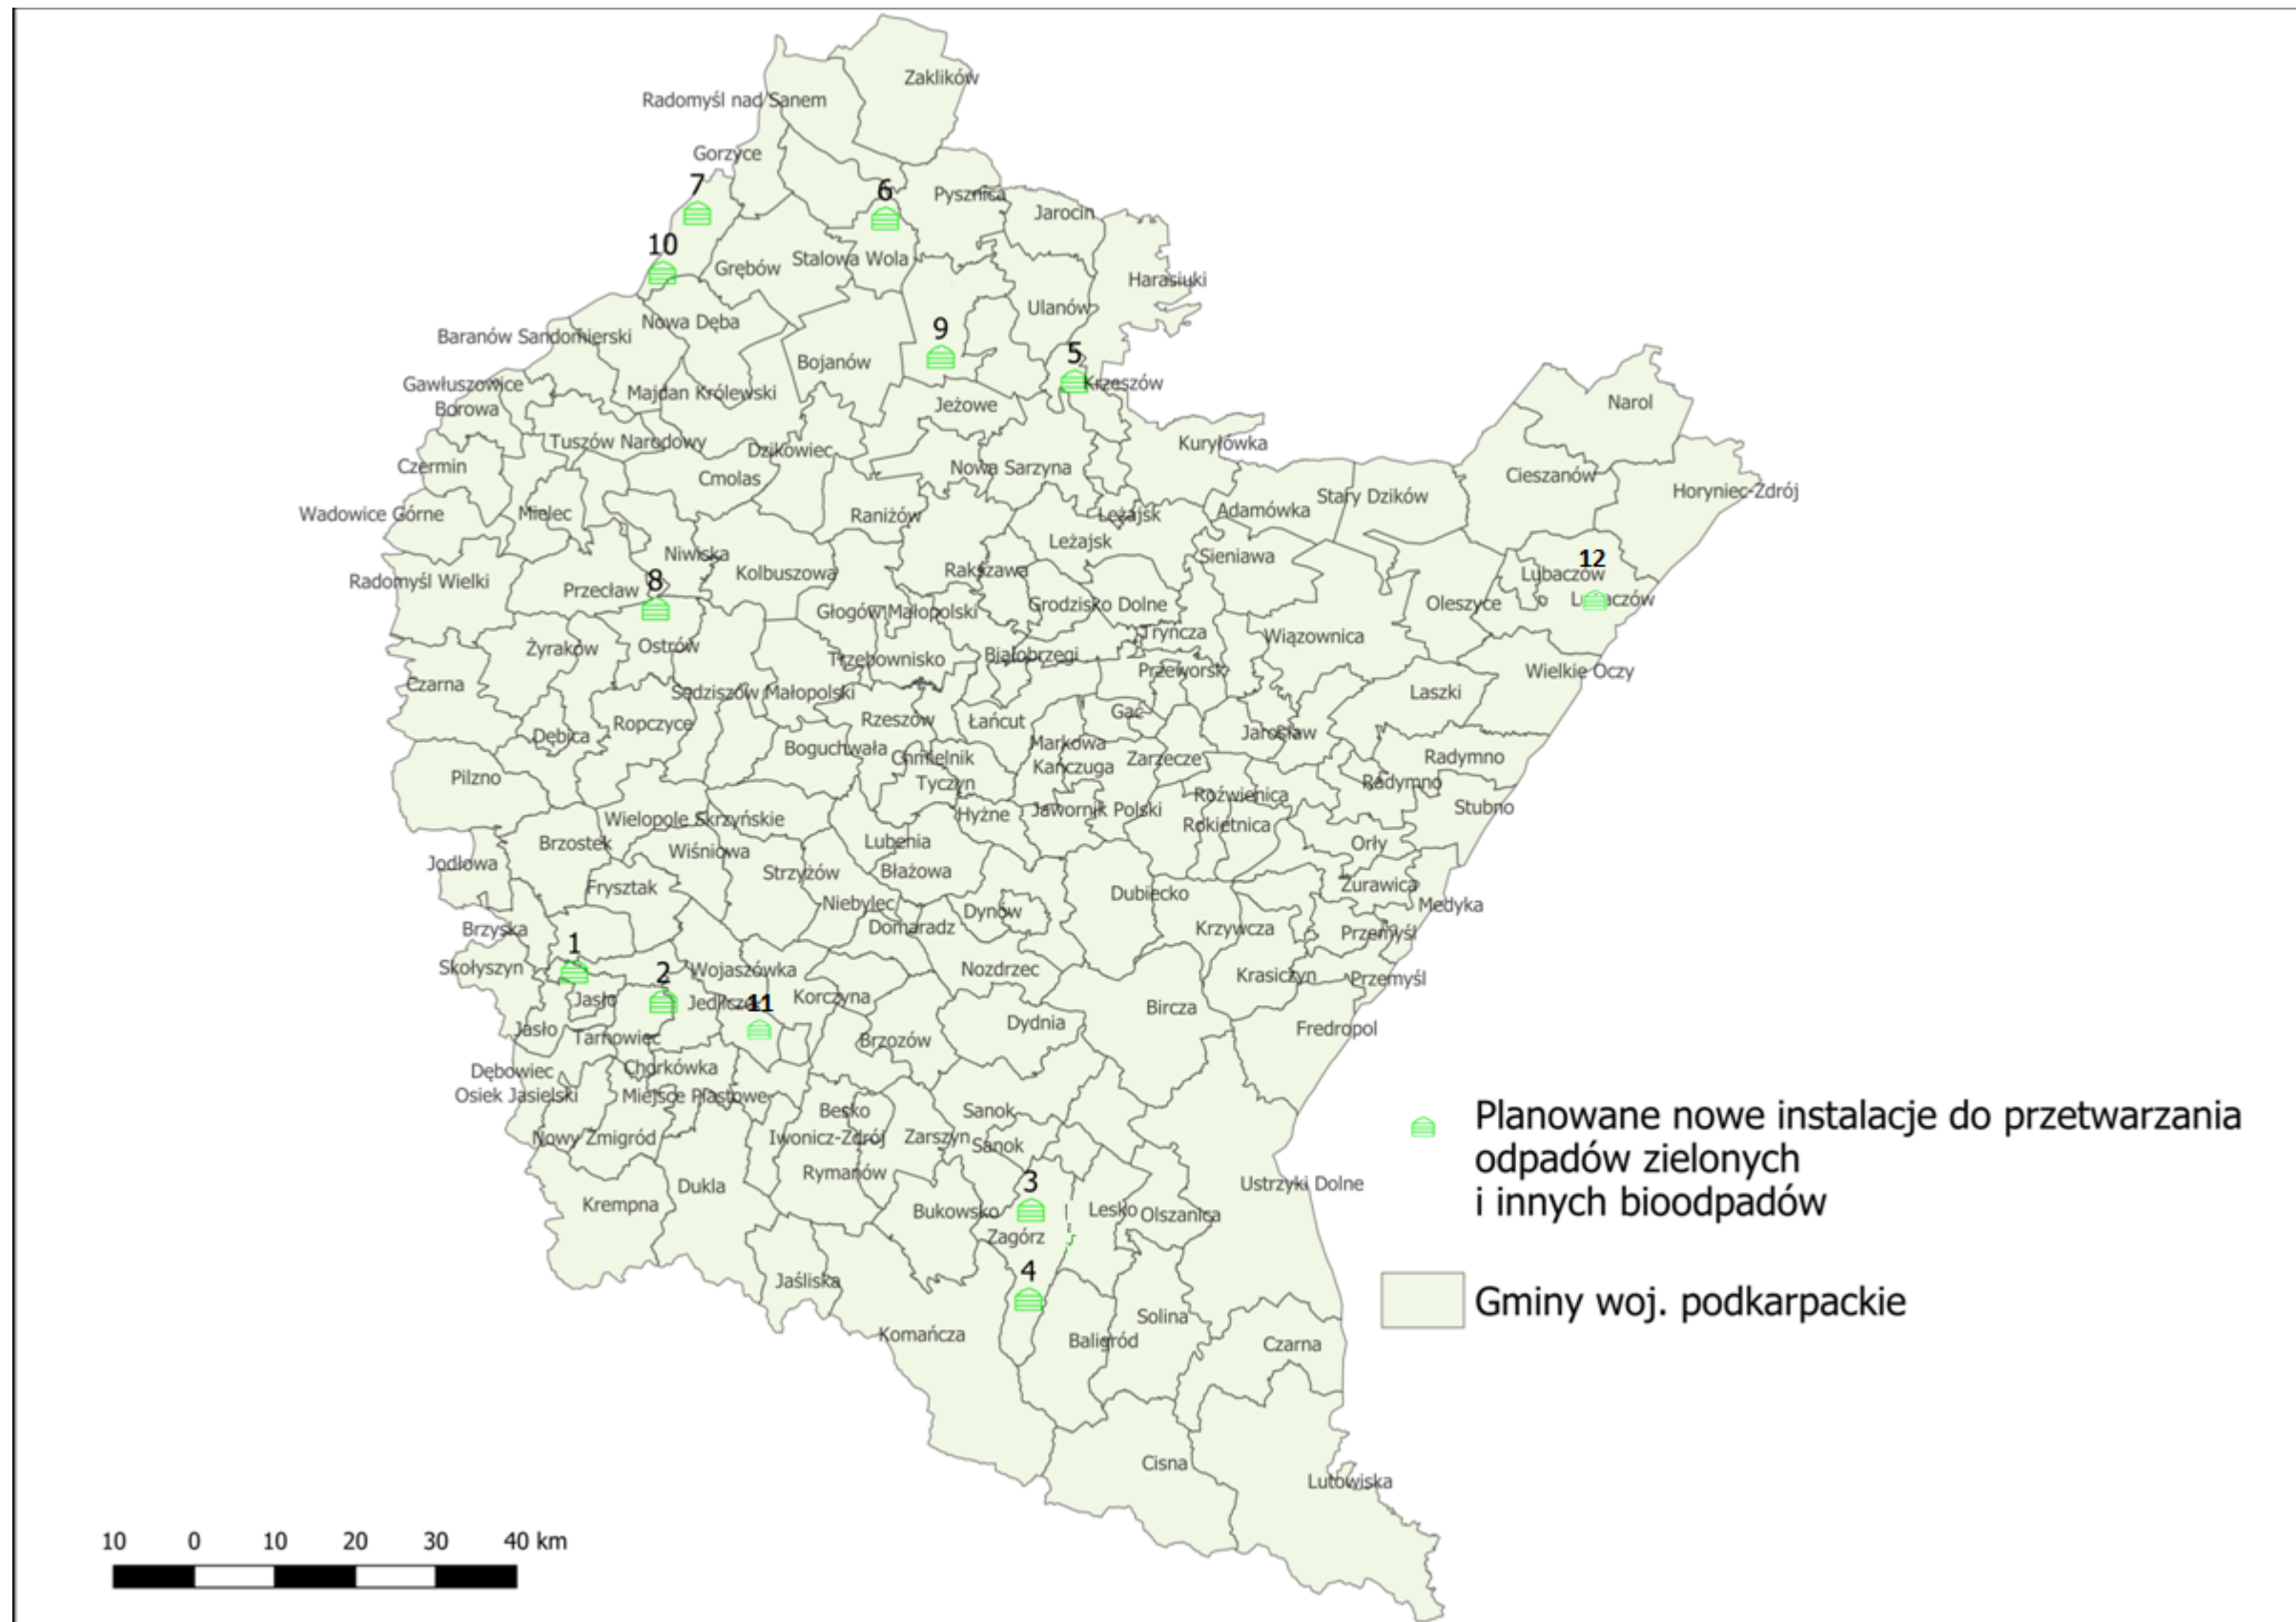 Zaklików
Radomyśl nad Sanem
Gorzyce
7
6
Pysznica
Jarocin
10
Stalowa Wola
Grębów
Harasiuki
Ulanów
Nowa Dęba
9
Baranów Sandomierski
5
Bojanów
Krzeszów
Gawłuszowice
Majdan Królewski
Narol
Jeżowe
Borowa
Tuszów Narodowy
Kuryłówka
Dzikowiec
Czermin
Nowa Sarzyna
Cmolas
Cieszanów
Horyniec-Zdrój
Stary Dzików
Wadowice Górne
Mielec
Raniżów
Leżajsk
Adamówka
Leżajsk
Niwiska
Sieniawa
12
Radomyśl Wielki
8
Kolbuszowa
Rakszawa
Lubaczów
Przecław
Głogów Małopolski
Grodzisko Dolne
Oleszyce
Lubaczów
Żyraków
Ostrów
Tryńcza
Wiązownica
Trzebownisko
Białobrzegi
Przeworsk
Wielkie Oczy
Czarna
Sędziszów Małopolski
Laszki
Ropczyce
Rzeszów
Łańcut
Gać
Dębica
Jarosław
Boguchwała
Markowa
Chmielnik
Kańczuga
Zarzecze
Radymno
Pilzno
Tyczyn
Radymno
Roźwienica
Hyżne
Jawornik Polski
Stubno
Wielopole Skrzyńskie
Rokietnica
Brzostek
Wiśniowa
Lubenia
Orły
Jodłowa
Strzyżów
Błażowa
Frysztak
Dubiecko
Żurawica
Niebylec
Dynów
Medyka
Brzyska
1
Domaradz
Krzywcza
Przemyśl
Skołyszyn
2
Wojaszówka
Nozdrzec
Krasiczyn
Przemyśl
Jasło
Jedlicze
11
Korczyna
Bircza
Jasło
Tarnowiec
Brzozów
Dydnia
Fredropol
Dębowiec
Chorkówka
Osiek Jasielski
Miejsce Piastowe
Besko
Sanok
Planowane nowe instalacje do przetwarzania
odpadów zielonych
i innych bioodpadów
Nowy Żmigród
Iwonicz-Zdrój
Zarszyn
Sanok
Rymanów
3
Dukla
Ustrzyki Dolne
Krempna
Bukowsko
Lesko
Olszanica
Zagórz
Jaśliska
4
Gminy woj. podkarpackie
Solina
Komańcza
Baligród
Czarna
Cisna
Lutowiska
10 0 10 20 30 40 km